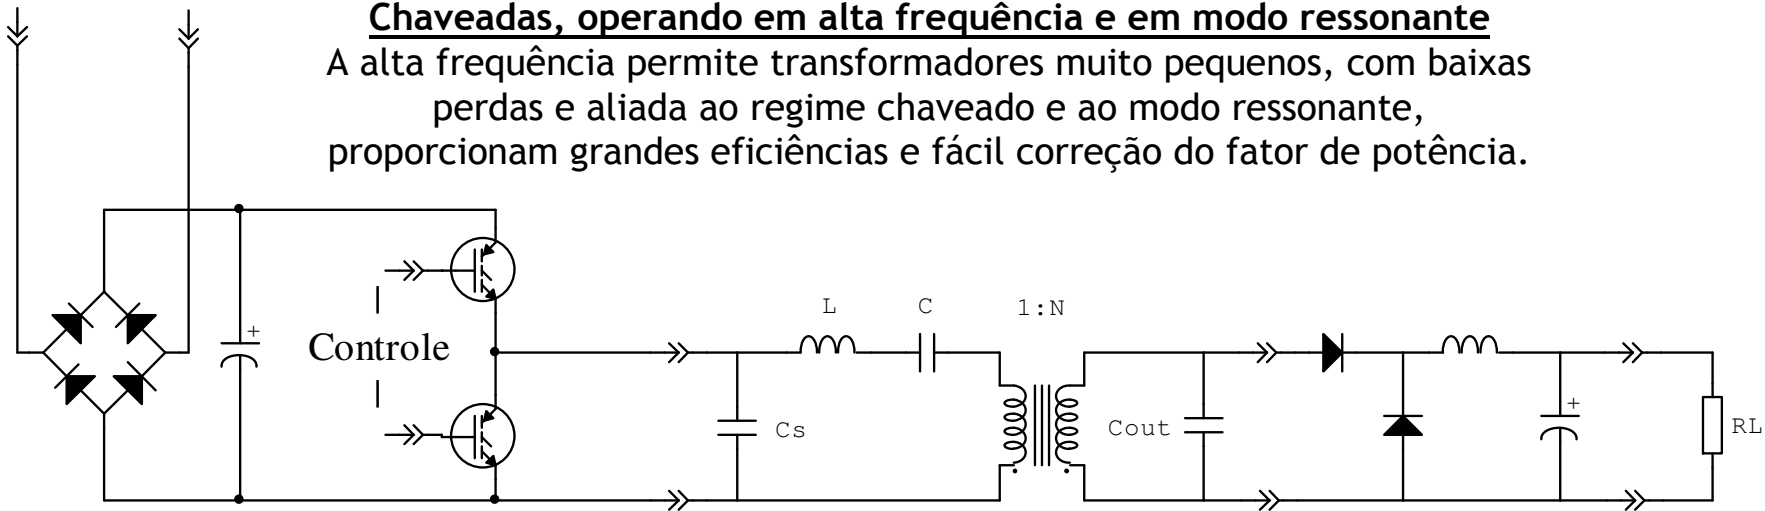 Chaveadas, operando em alta frequência e em modo ressonante
A alta frequência permite transformadores muito pequenos, com baixas
perdas e aliada ao regime chaveado e ao modo ressonante,
proporcionam grandes eficiências e fácil correção do fator de potência.
L C 1:N
+ Controle
+
Cs Cout RL